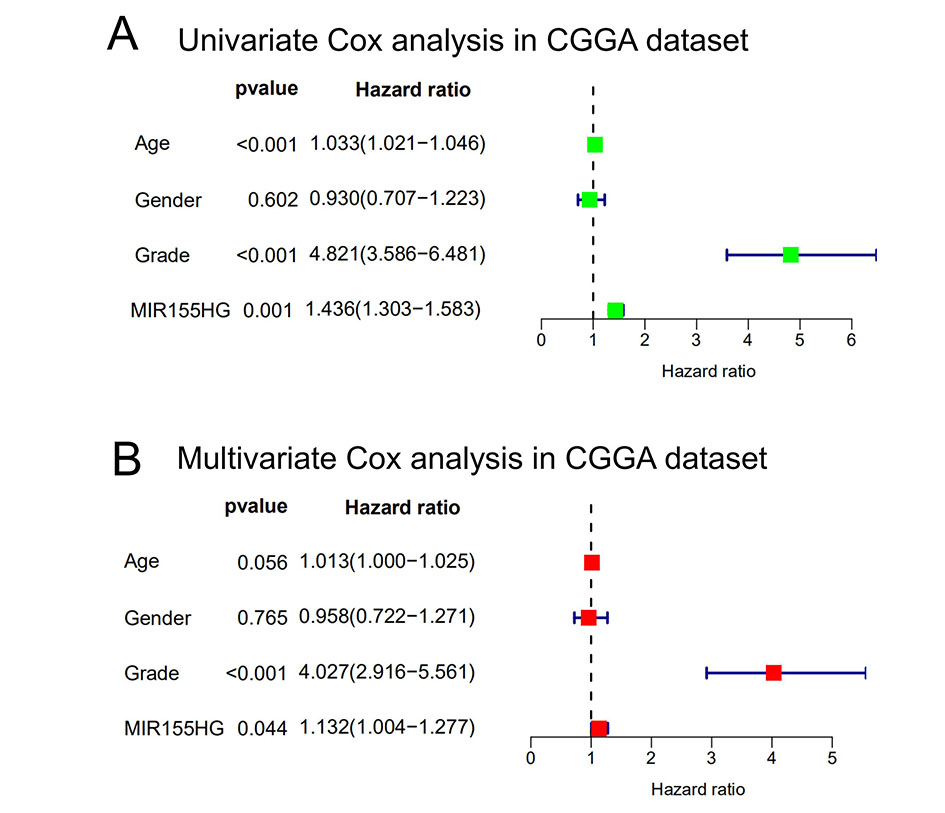 A Univariate Cox analysis in CGGA dataset
pvalue Hazard ratio
Age <0.001 1.033(1.021−1.046)
Gender 0.602 0.930(0.707−1.223)
Grade <0.001 4.821(3.586−6.481)
MIR155HG 0.001 1.436(1.303−1.583)
0 1 2 3 4 5 6
Hazard ratio
B Multivariate Cox analysis in CGGA dataset
pvalue Hazard ratio
Age 0.056 1.013(1.000−1.025)
Gender 0.765 0.958(0.722−1.271)
Grade <0.001 4.027(2.916−5.561)
MIR155HG 0.044 1.132(1.004−1.277)
0 1 2 3 4 5
Hazard ratio